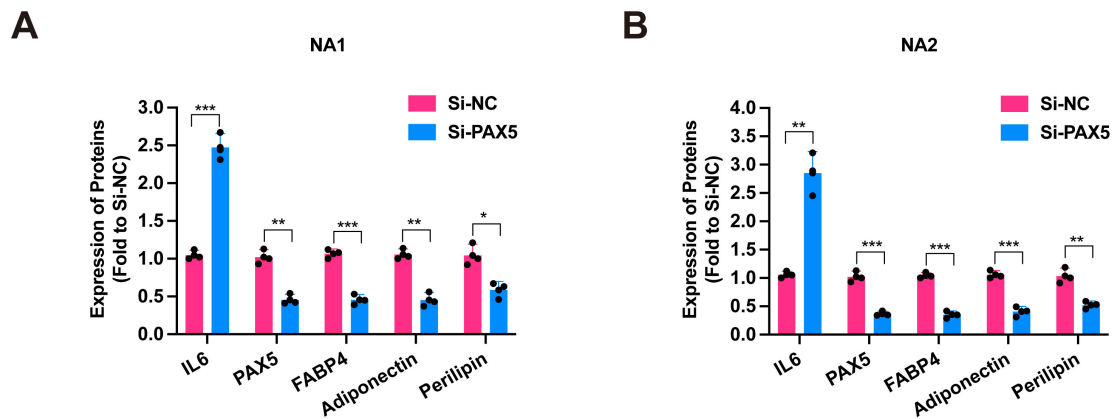 A
NA1
Expression of Proteins
(Fold to Si-NC)
3.0
2.5
2.0
1.5
1.0
0.5
0.0
Si-NC
Si-PAX5
***
**
***
**
*
IL6
PAX5
FABP4
Adiponectin
Perilipin
B
NA2
Expression of Proteins
(Fold to Si-NC)
4.0
3.5
3.0
2.5
2.0
1.5
1.0
0.5
0.0
Si-NC
Si-PAX5
**
***
***
***
**
IL6
PAX5
FABP4
Adiponectin
Perilipin